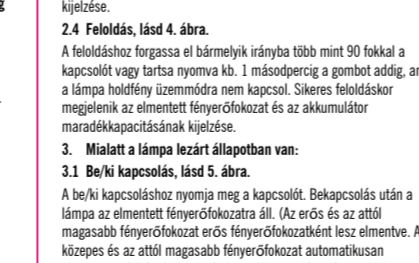 g
kijelzése.
2.4 Feloldás, lásd 4. ábra.
A feloldáshoz forgassa el bármelyik irányba több mint 90 fokkal a
kapcsolót vagy tartsa nyomva kb. 1 másodpercig a gombot addig,
a lámpa holdfény üzemmódra nem kapcsol. Sikeres feloldáskor
megjelenik az elmentett fényerőfokozat és az akkumulátor
maradékkapacitásának kijelzése.
3. Mialatt a lámpa lezárt állapotban van:
3.1 Be/ki kapcsolás, lásd 5. ábra.
A be/ki kapcsoláshoz nyomja meg a kapcsolót. Bekapcsolás után a
lámpa az elmentett fényerőfokozatra áll. (Az erős és az attól
magasabb fényerőfokozat erős fényerőfokozatként lesz elmentve. A
közepes és az attól magasabb fényerőfokozat automatikusan